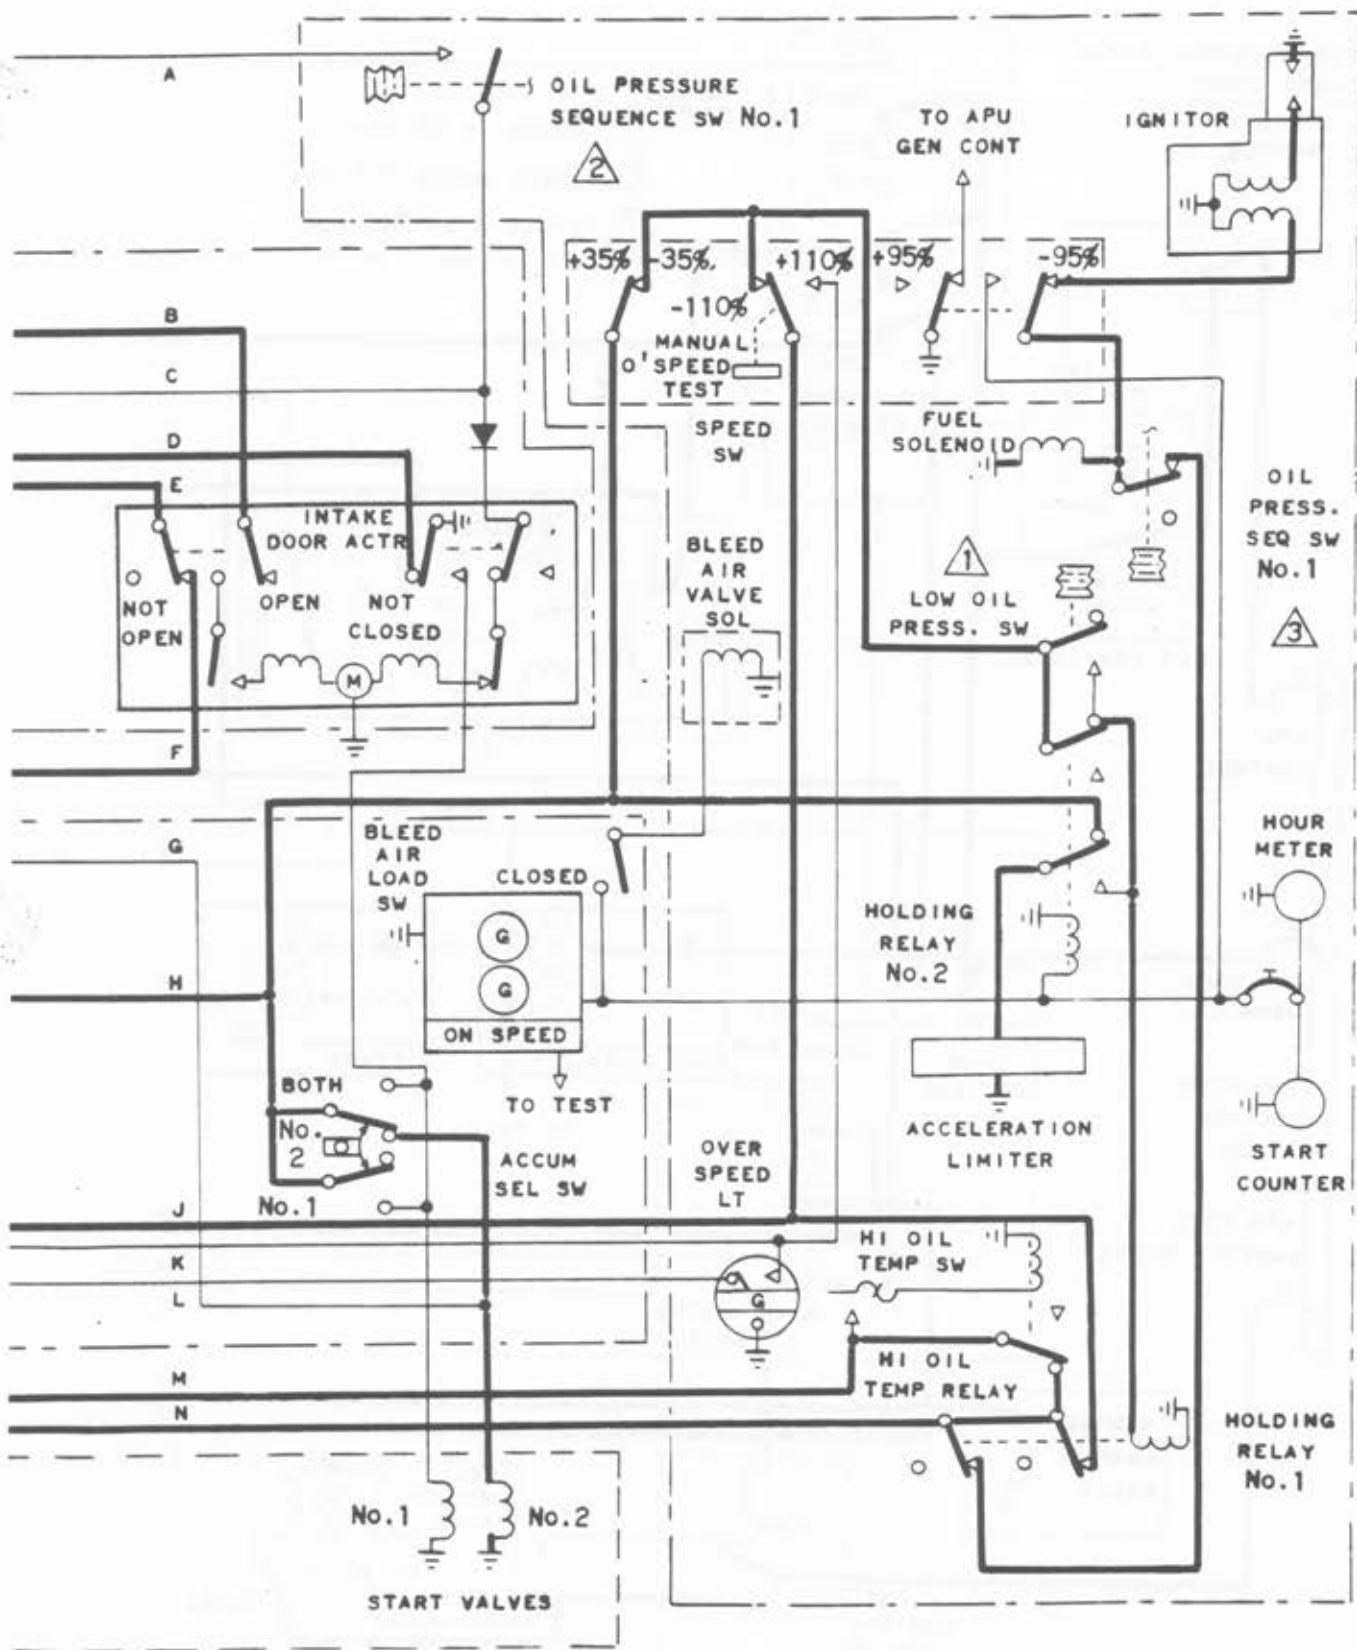 A
OIL PRESSURE
SEQUENCE SW No.1
2
TO APU
GEN CONT
IGNITOR
+35%
-35%
-110%
+110%
+95%
-95%
MANUAL
O'SPEED
TEST
SPEED
SW
B
C
D
E
FUEL
SOLENOID
OIL
PRESS.
SEQ SW
No.1
3
INTAKE
DOOR ACTR
NOT
OPEN
OPEN
NOT
CLOSED
M
BLEED
AIR
VALVE
SOL
1
LOW OIL
PRESS. SW
F
G
BLEED
AIR
LOAD
SW
CLOSED
G
G
ON SPEED
TO TEST
HOLDING
RELAY
No.2
HOUR
METER
H
BOTH
No.
2
No.1
ACCUM
SEL SW
OVER
SPEED
LT
ACCELERATION
LIMITER
START
COUNTER
J
K
L
G
HI OIL
TEMP SW
HI OIL
TEMP RELAY
M
N
HOLDING
RELAY
No.1
No.1
No.2
START VALVES